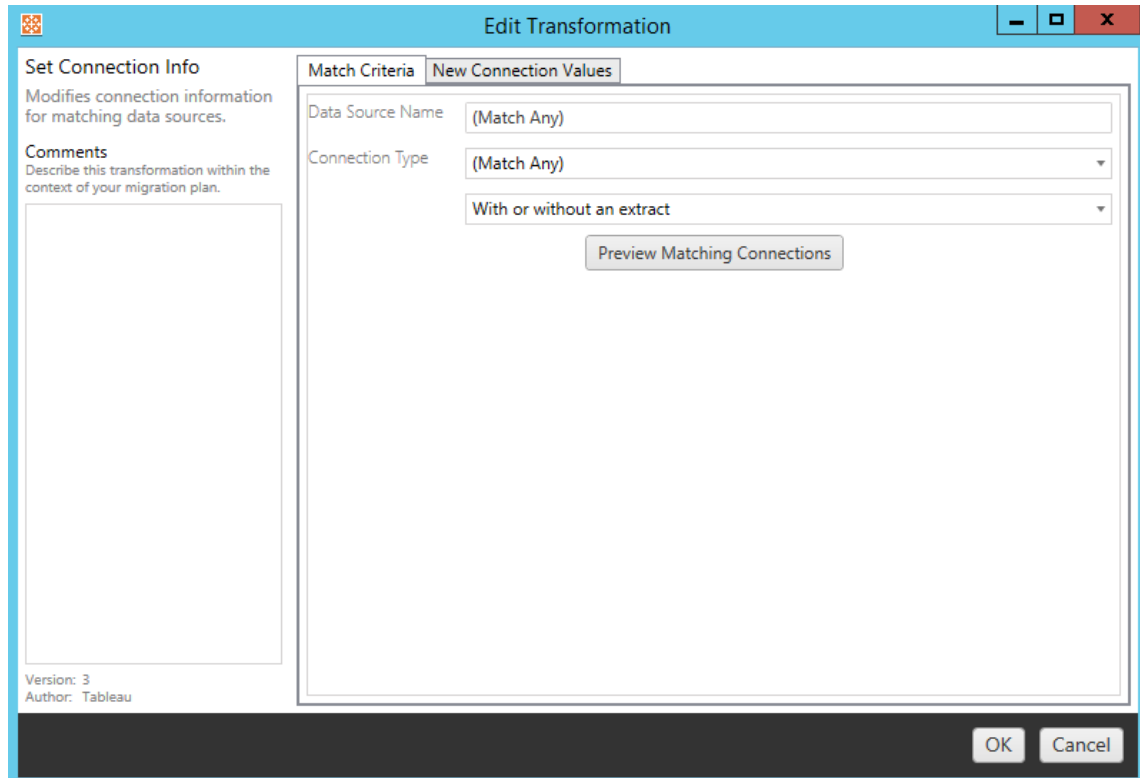 Edit Transformation
Set Connection Info
Modifies connection information
for matching data sources.
Comments
Describe this transformation within the
context of your migration plan.
Version: 3
Author: Tableau
Match Criteria
New Connection Values
Data Source Name
(Match Any)
Connection Type
(Match Any)
With or without an extract
Preview Matching Connections
OK
Cancel